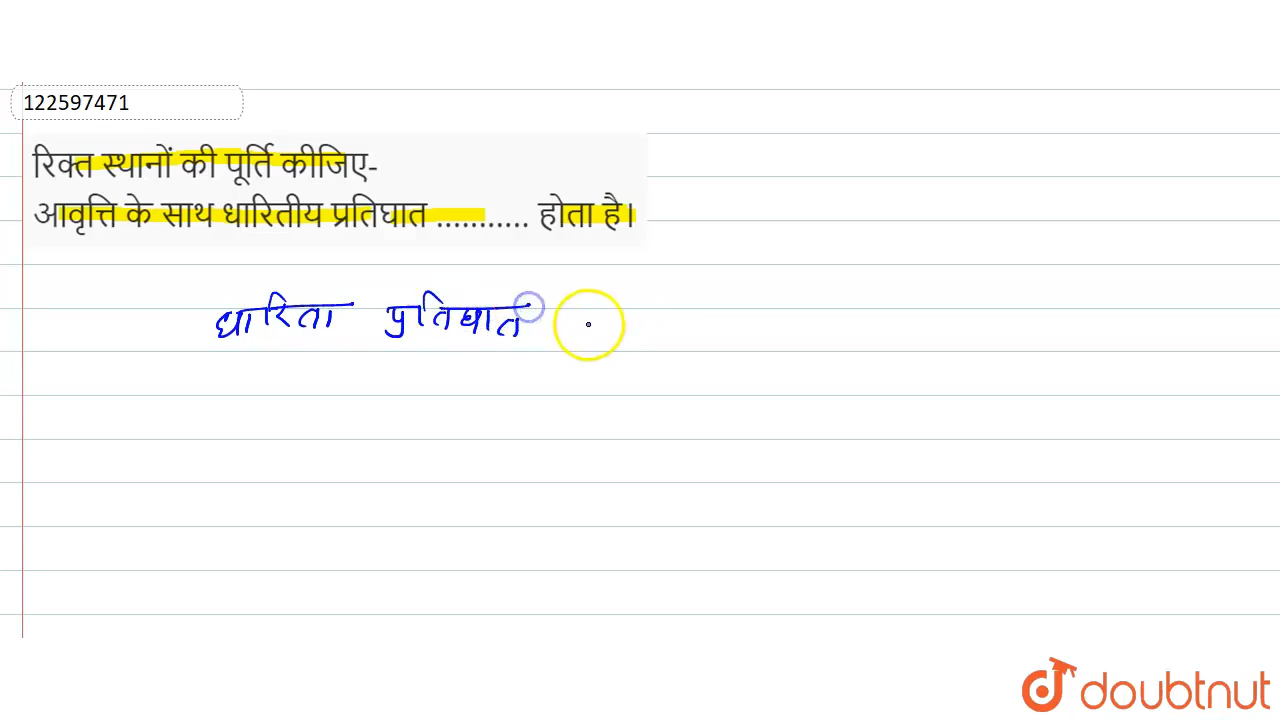 122597471
रिक्त स्थानों की पूर्ति कीजिए-
आवृत्ति के साथ धारितीय प्रतिघात ........... होता है।
धारिता प्रतिघात
doubtnut